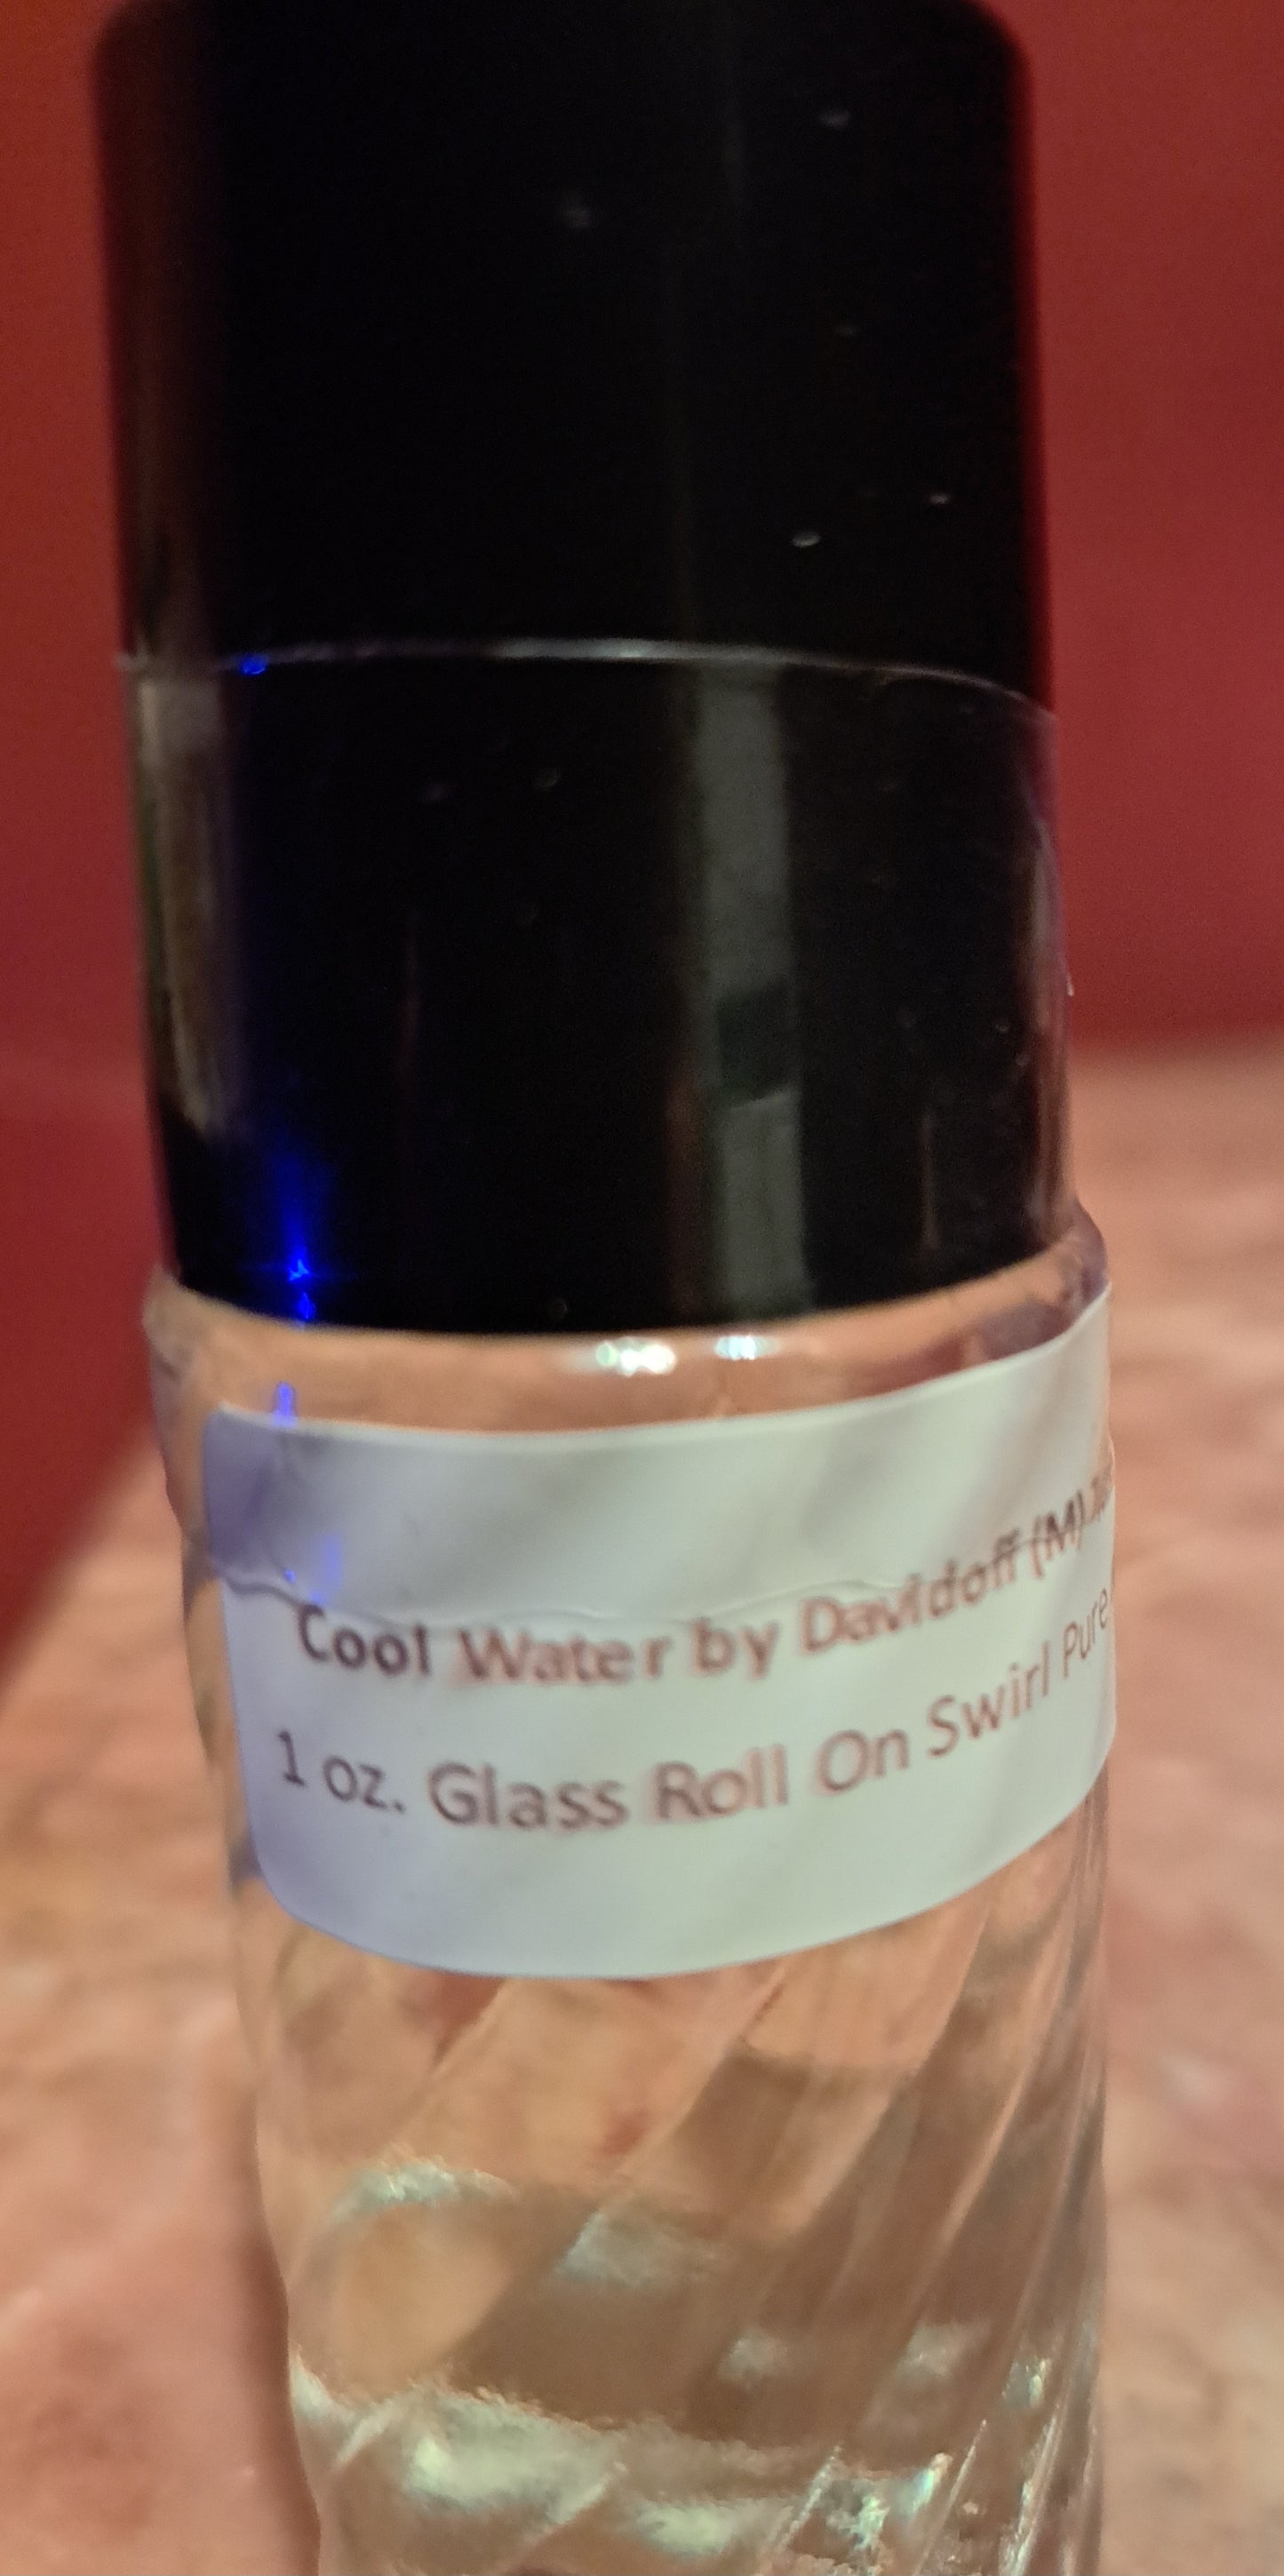 Cool Water by Davidoff (M)
1 oz. Glass Roll On Swirl Pure